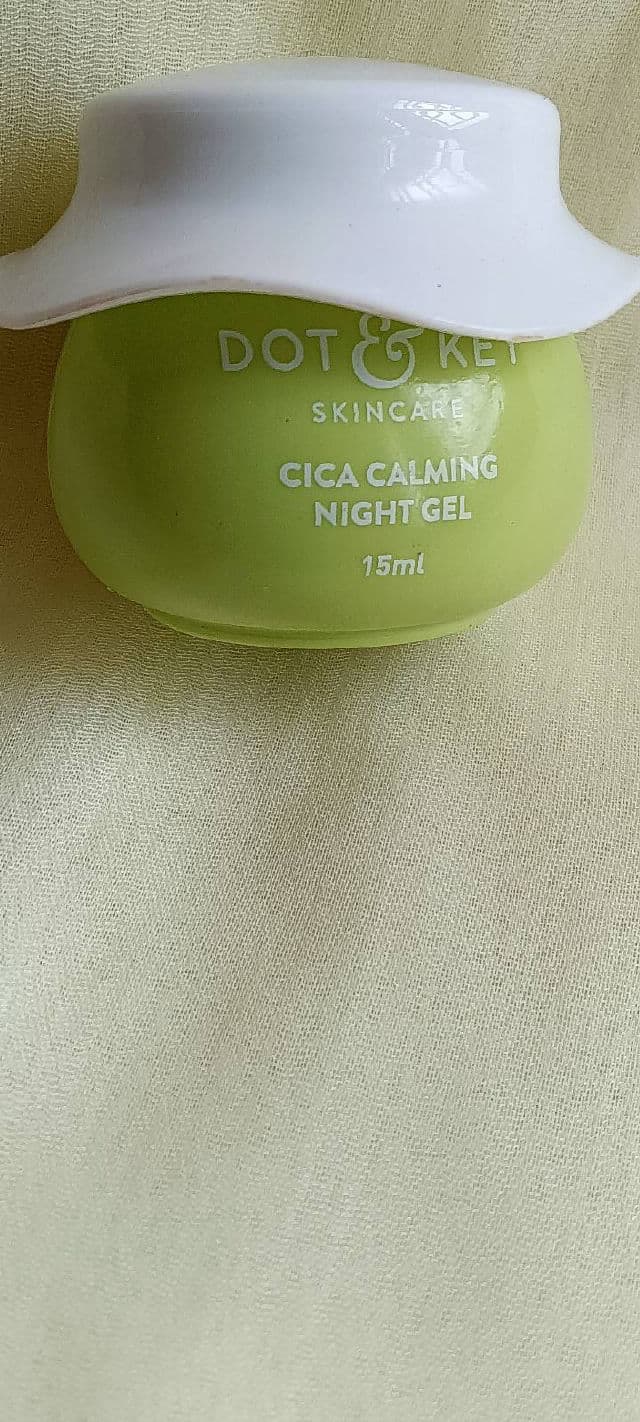 DOT & KEY
SKINCARE
CICA CALMING
NIGHT GEL
15ml